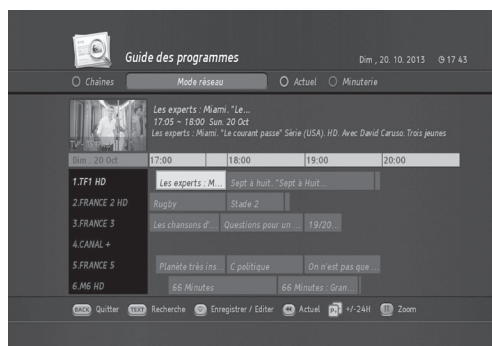 Guide des programmes
Dim , 20. 10. 2013 17 43
Chaînes Mode réseau Actuel Minuterie
Les experts : Miami. "Le...
17:05 ~ 18:00 Sun. 20 Oct
Les experts : Miami. "Le courant passe" Série (USA). HD. Avec David Caruso. Trois jeunes
Dim . 20 Oct 17:00 18:00 19:00 20:00
1.TF1 HD Les experts : M... Sept à huit. "Sept à Huit...
2.FRANCE 2 HD Rugby Stade 2
3.FRANCE 3 Les chansons d'... Questions pour un ... 19/20...
4.CANAL +
5.FRANCE 5 Planète très ins... C politique On n'est pas que ...
6.M6 HD 66 Minutes 66 Minutes : Gran...
BACK Quitter TEXT Recherche Enregistrer / Editer Actuel +/-24H Zoom